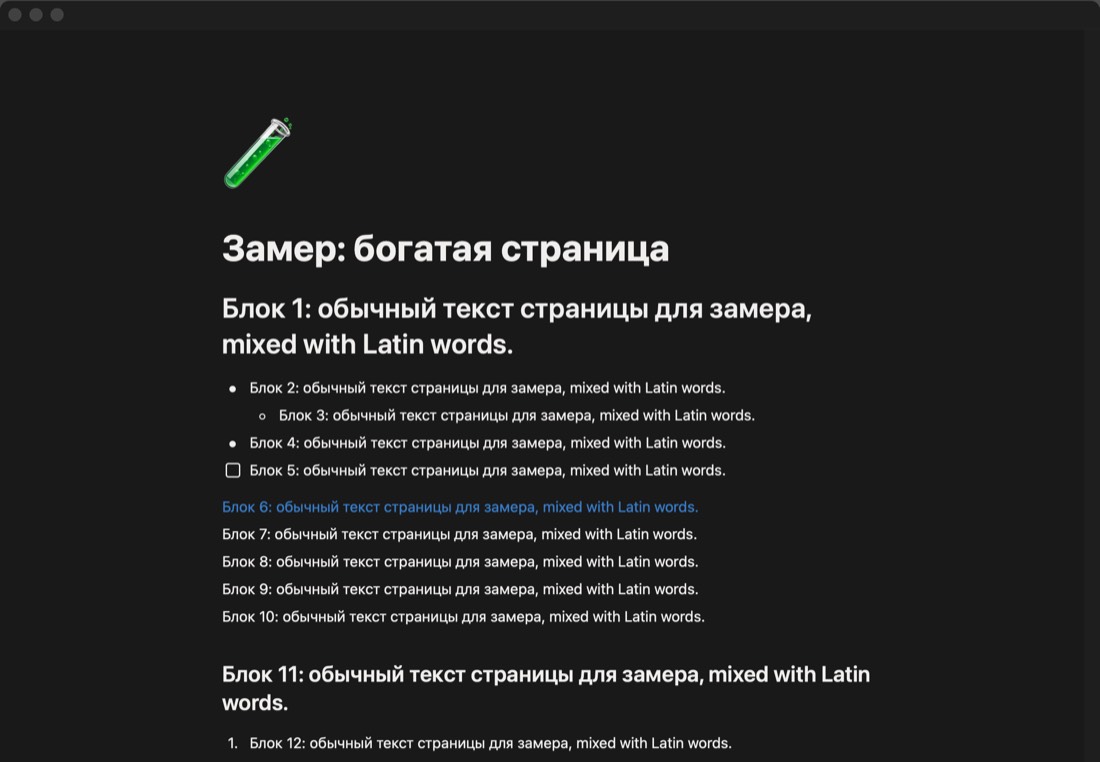 Замер: богатая страница
Блок 1: обычный текст страницы для замера,
mixed with Latin words.
Блок 2: обычный текст страницы для замера, mixed with Latin words.
Блок 3: обычный текст страницы для замера, mixed with Latin words.
Блок 4: обычный текст страницы для замера, mixed with Latin words.
Блок 5: обычный текст страницы для замера, mixed with Latin words.
Блок 6: обычный текст страницы для замера, mixed with Latin words.
Блок 7: обычный текст страницы для замера, mixed with Latin words.
Блок 8: обычный текст страницы для замера, mixed with Latin words.
Блок 9: обычный текст страницы для замера, mixed with Latin words.
Блок 10: обычный текст страницы для замера, mixed with Latin words.
Блок 11: обычный текст страницы для замера, mixed with Latin
words.
1. Блок 12: обычный текст страницы для замера, mixed with Latin words.